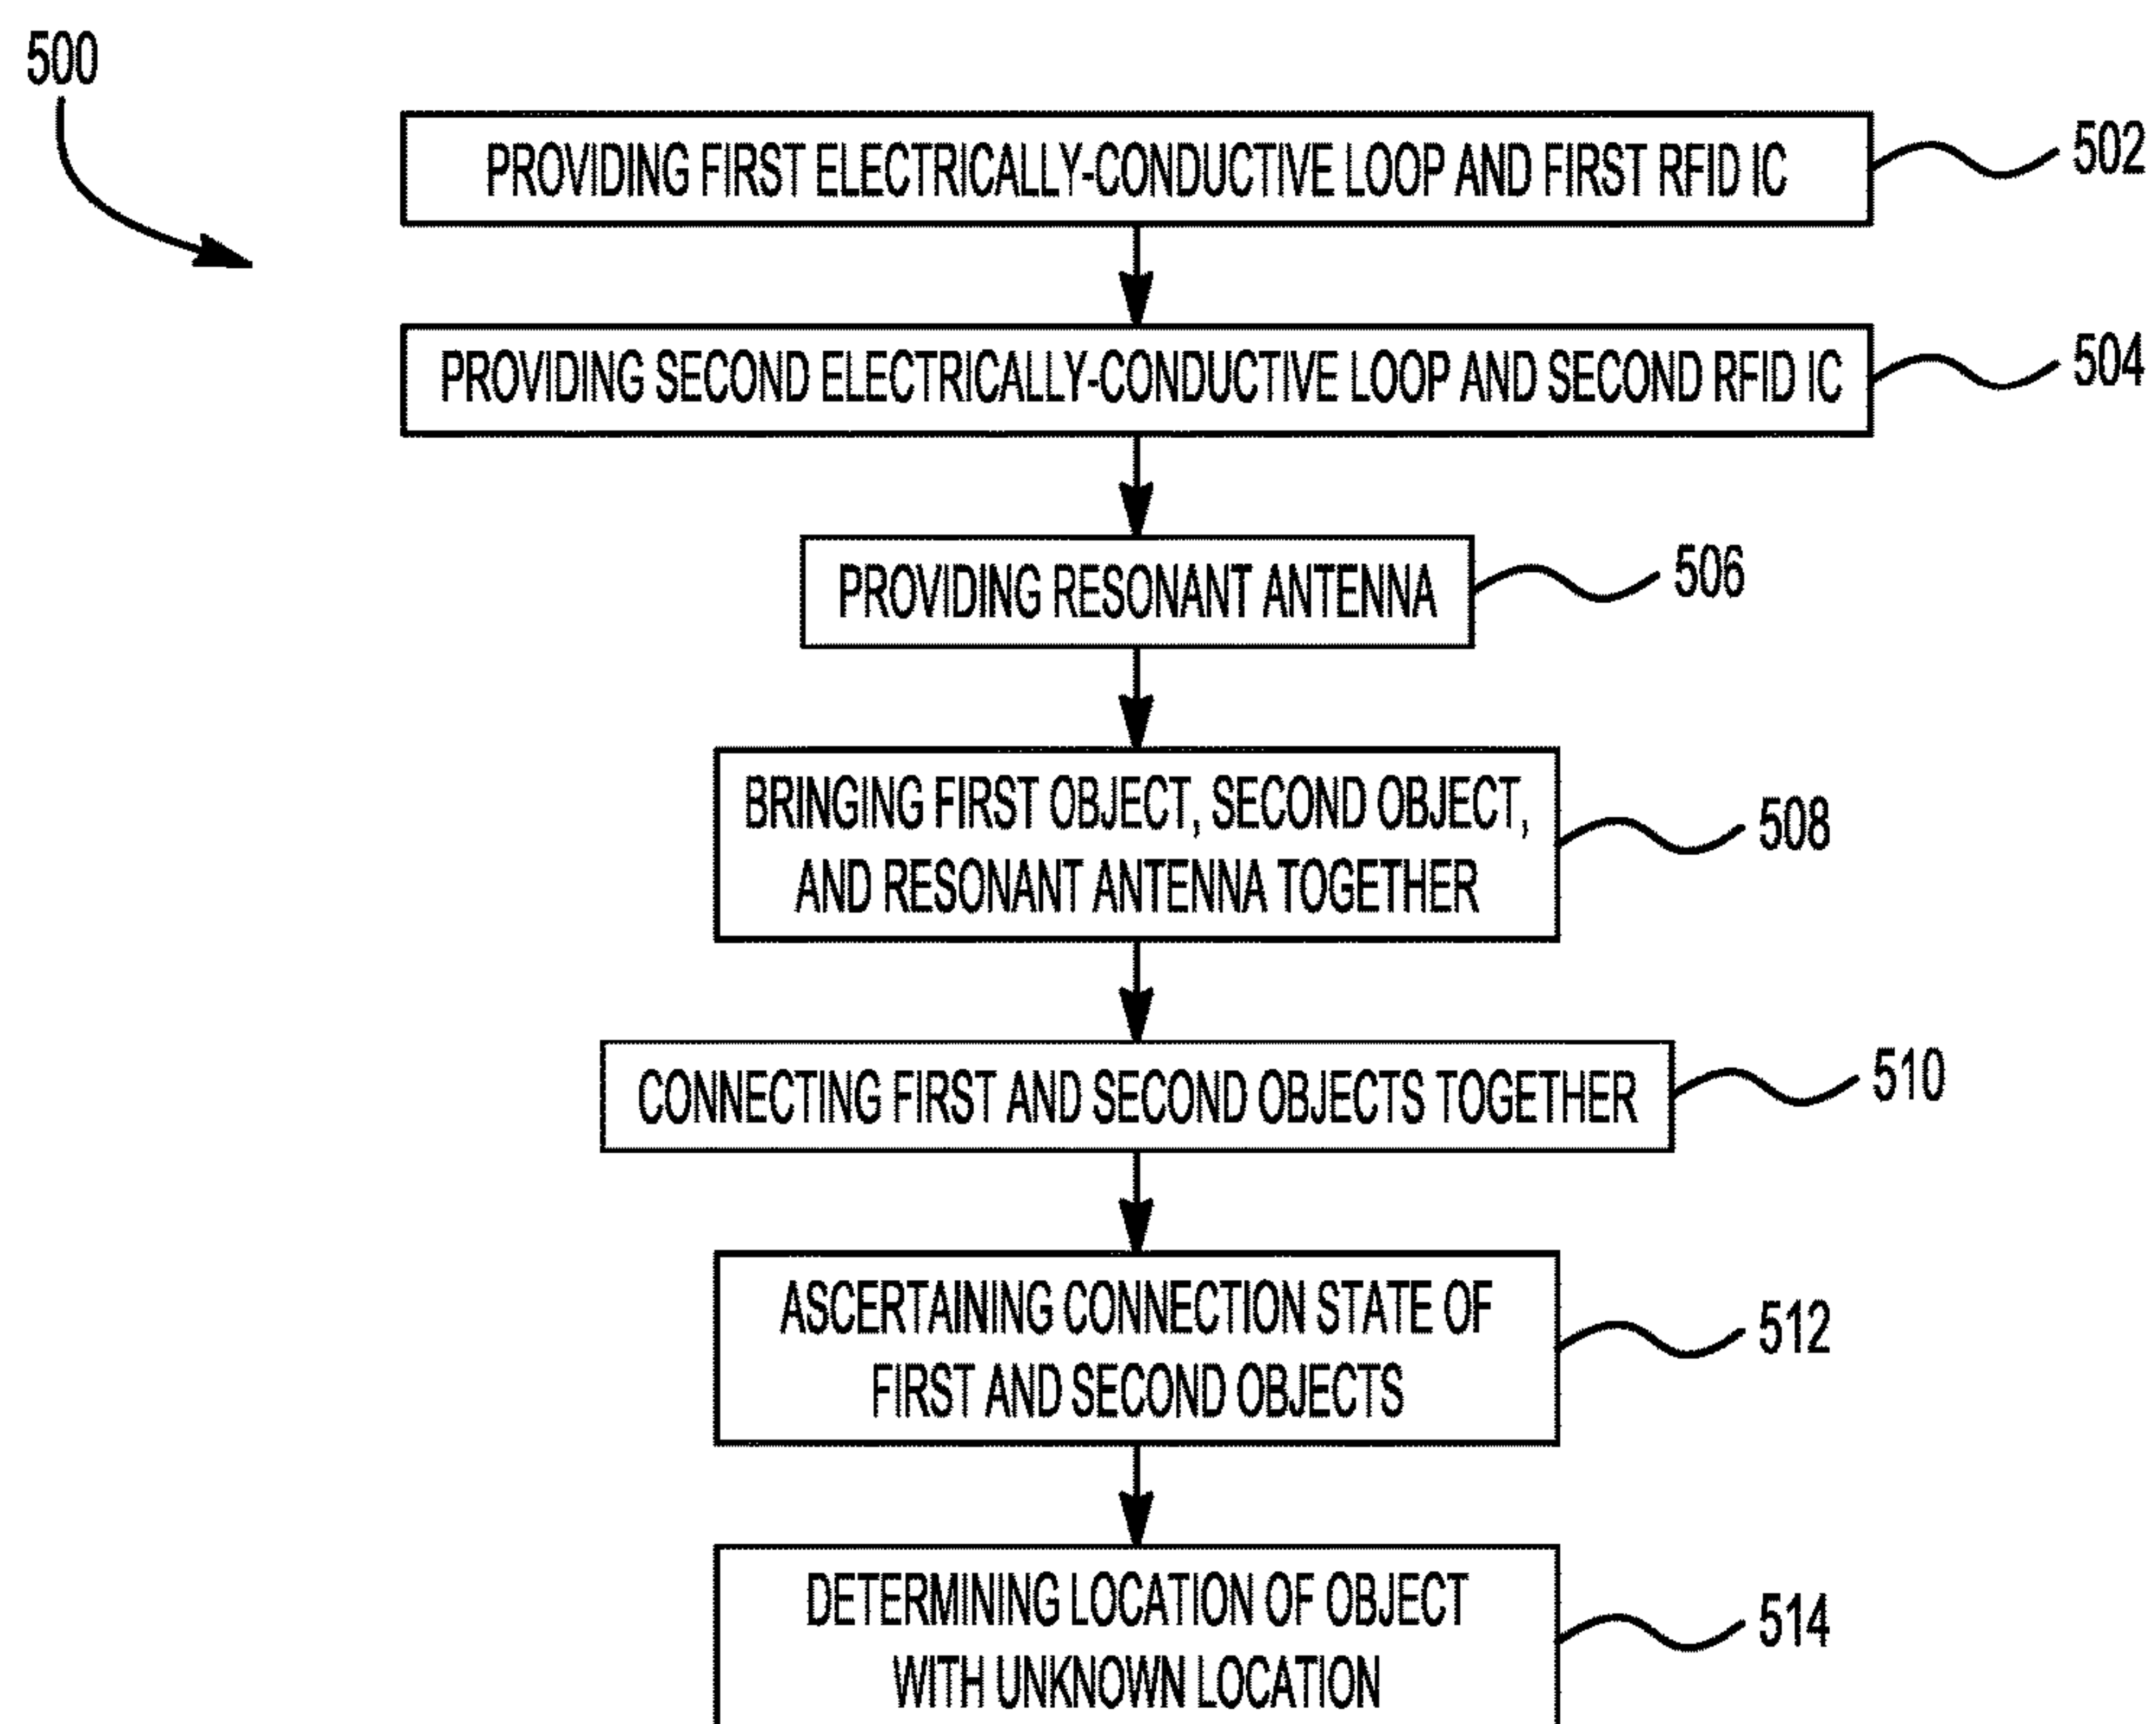 500
PROVIDING FIRST ELECTRICALLY-CONDUCTIVE LOOP AND FIRST RFID IC
502
PROVIDING SECOND ELECTRICALLY-CONDUCTIVE LOOP AND SECOND RFID IC
504
PROVIDING RESONANT ANTENNA
506
BRINGING FIRST OBJECT, SECOND OBJECT,
AND RESONANT ANTENNA TOGETHER
508
CONNECTING FIRST AND SECOND OBJECTS TOGETHER
510
ASCERTAINING CONNECTION STATE OF
FIRST AND SECOND OBJECTS
512
DETERMINING LOCATION OF OBJECT
WITH UNKNOWN LOCATION
514